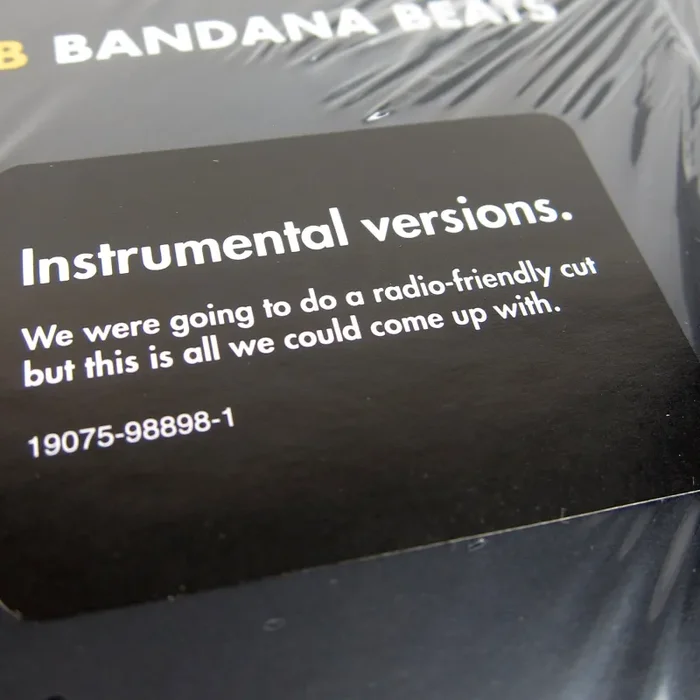 B BANDANA BEATS
Instrumental versions.
We were going to do a radio-friendly cut
but this is all we could come up with.
19075-98898-1